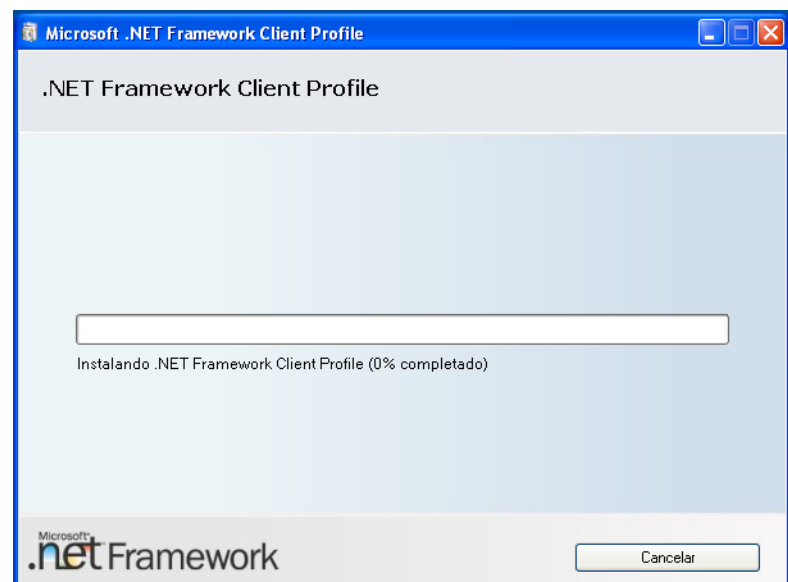 Microsoft .NET Framework Client Profile
.NET Framework Client Profile
Instalando .NET Framework Client Profile (0% completado)
Microsoft
.net Framework
Cancelar